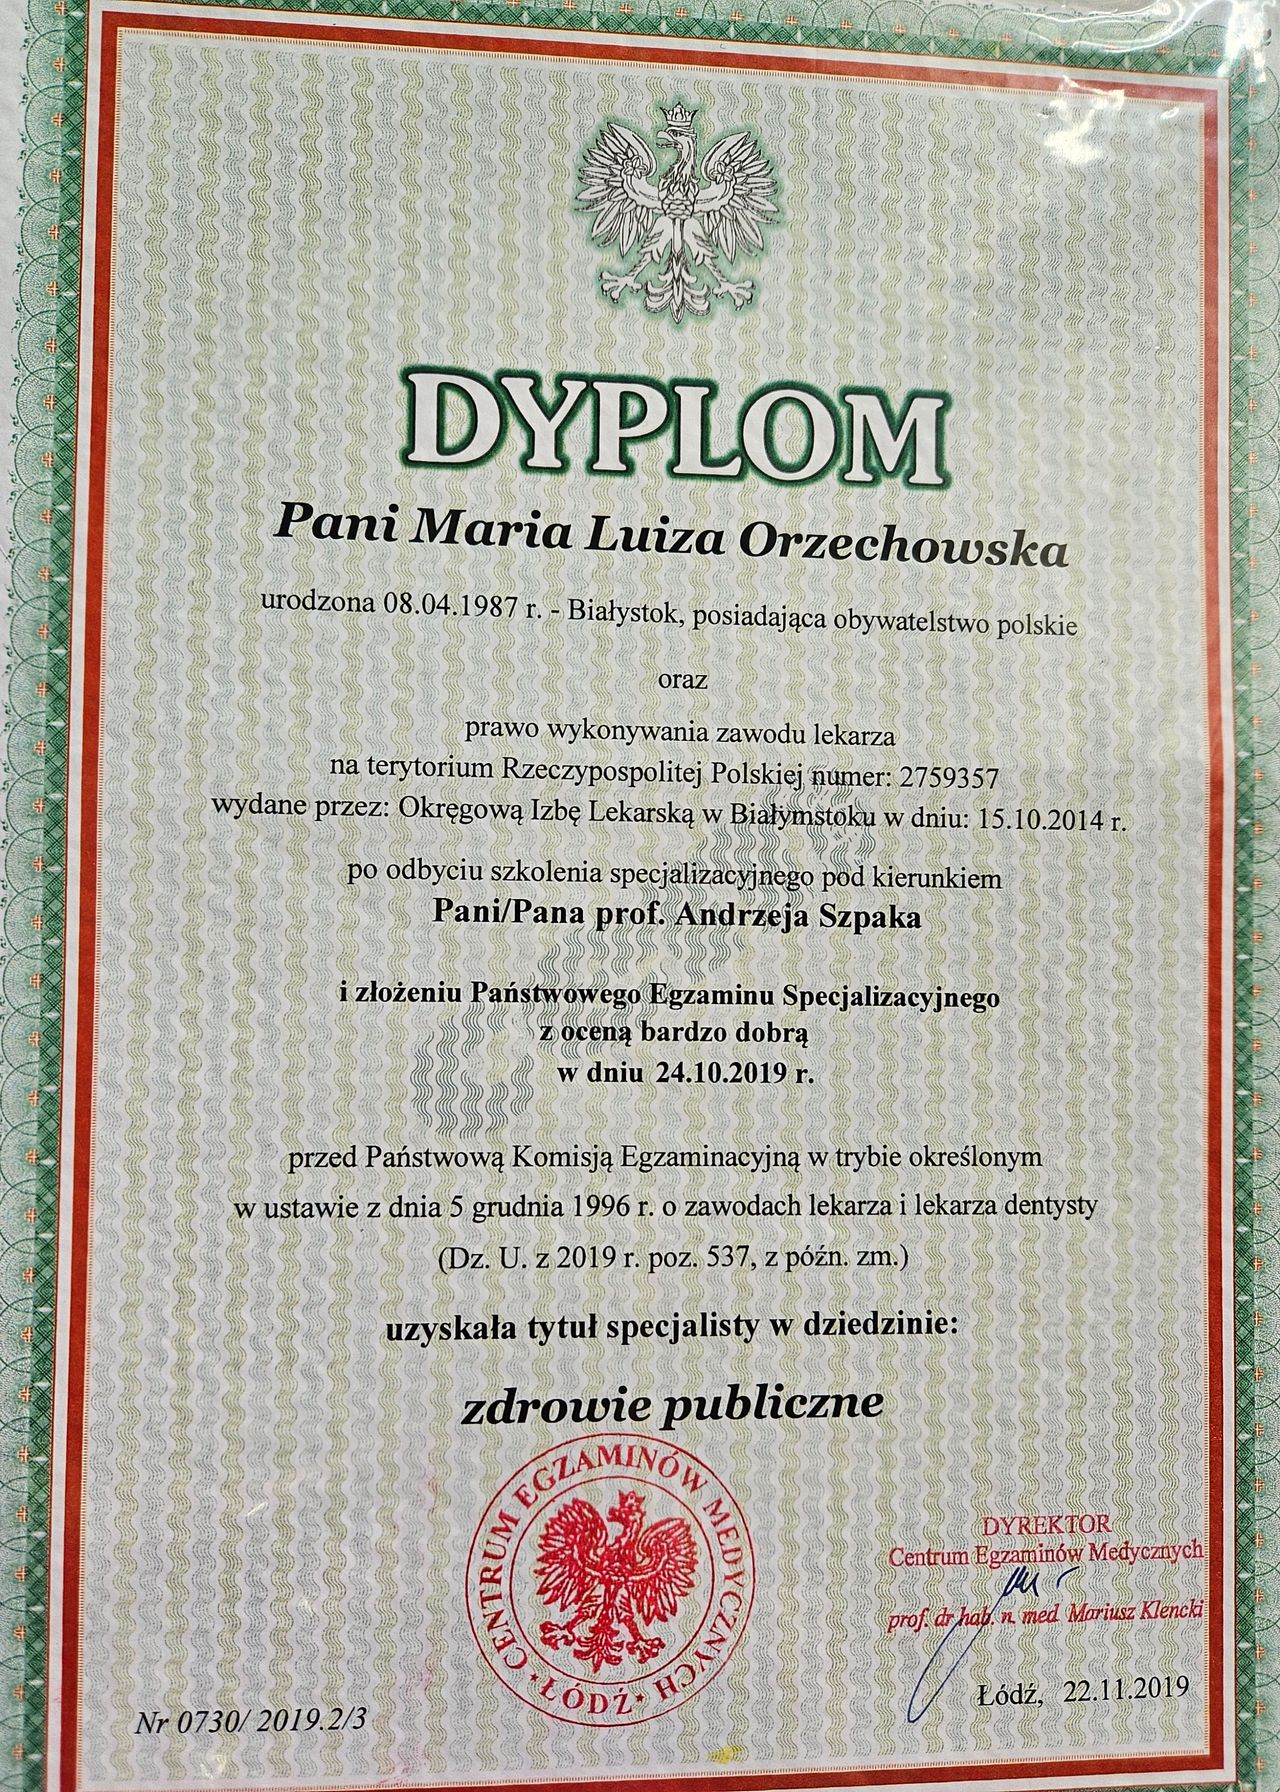 DYPLOM
Pani Maria Luiza Orzechowska
urodzona 08.04.1987 r. - Białystok, posiadająca obywatelstwo polskie
oraz
prawo wykonywania zawodu lekarza
na terytorium Rzeczypospolitej Polskiej numer: 2759357
wydane przez: Okręgową Izbę Lekarską w Białymstoku w dniu: 15.10.2014 r.
po odbyciu szkolenia specjalizacyjnego pod kierunkiem
Pani/Pana prof. Andrzeja Szpaka
i złożeniu Państwowego Egzaminu Specjalizacyjnego
z oceną bardzo dobrą
w dniu 24.10.2019 r.
przed Państwową Komisją Egzaminacyjną w trybie określonym
w ustawie z dnia 5 grudnia 1996 r. o zawodach lekarza i lekarza dentysty
(Dz. U. z 2019 r. poz. 537, z późn. zm.)
uzyskała tytuł specjalisty w dziedzinie:
zdrowie publiczne
CENTRUM EGZAMINÓW MEDYCZNYCH
* ŁÓDŹ *
DYREKTOR
Centrum Egzaminów Medycznych
prof. dr hab. n. med Mariusz Klencki
Łódź, 22.11.2019
Nr 0730/ 2019.2/3